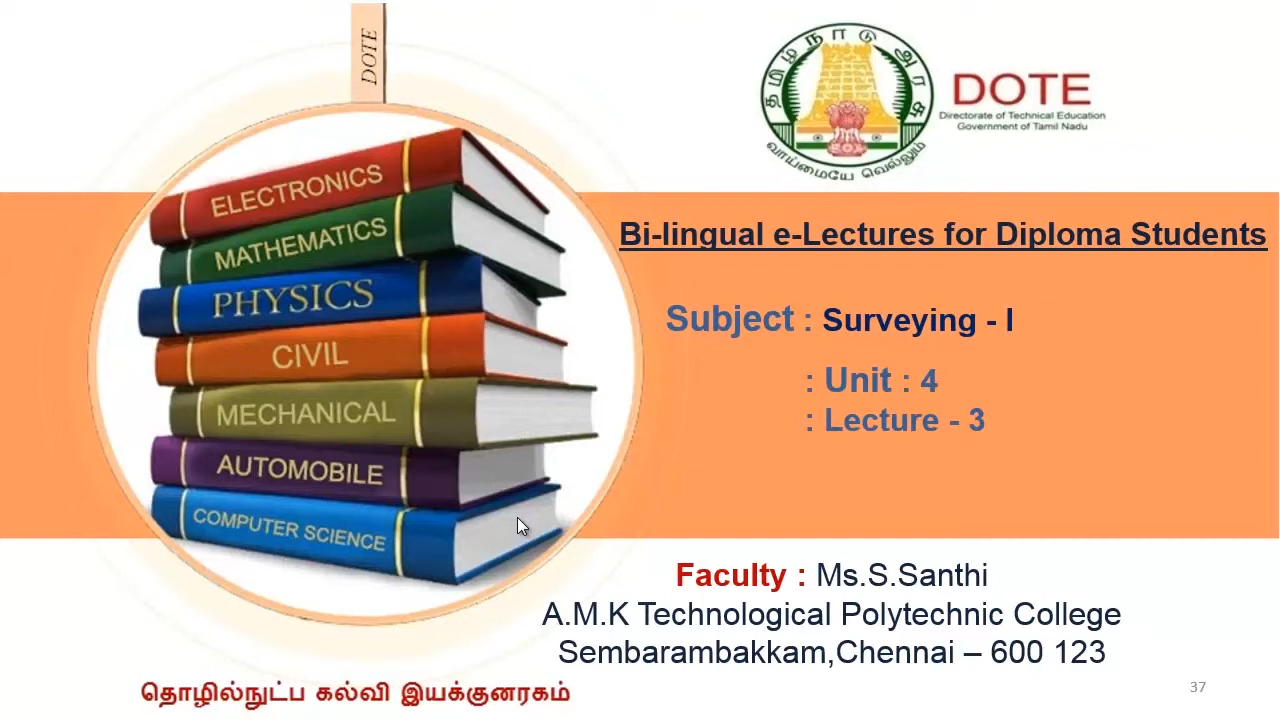 DOTE
தமிழ்நாடு அரசு
வாய்மையே வெல்லும்
DOTE
Directorate of Technical Education
Government of Tamil Nadu
ELECTRONICS
MATHEMATICS
PHYSICS
CIVIL
MECHANICAL
AUTOMOBILE
COMPUTER SCIENCE
Bi-lingual e-Lectures for Diploma Students
Subject : Surveying - I
: Unit : 4
: Lecture - 3
Faculty : Ms.S.Santhi
A.M.K Technological Polytechnic College
Sembarambakkam,Chennai – 600 123
தொழில்நுட்ப கல்வி இயக்குனரகம்
37